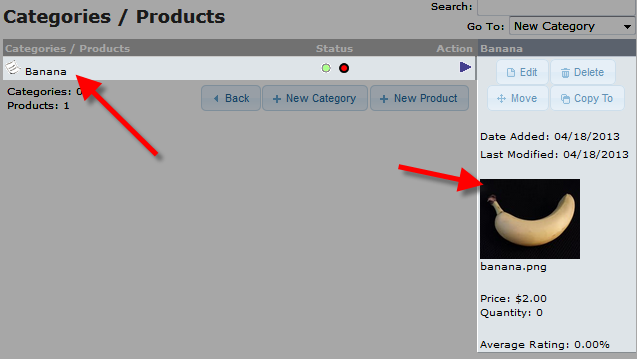 Categories / Products
Search:
Go To: New Category
Categories / Products Status Action
Banana
Categories: 0
Products: 1
Back
New Category
New Product
Banana
Edit
Delete
Move
Copy To
Date Added: 04/18/2013
Last Modified: 04/18/2013
banana.png
Price: $2.00
Quantity: 0
Average Rating: 0.00%